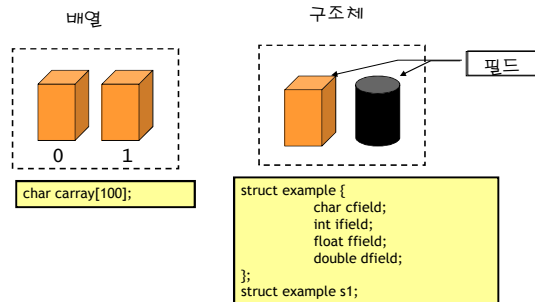 배열
구조체
필드
0 1
char carray[100];
struct example {
char cfield;
int ifield;
float ffield;
double dfield;
};
struct example s1;